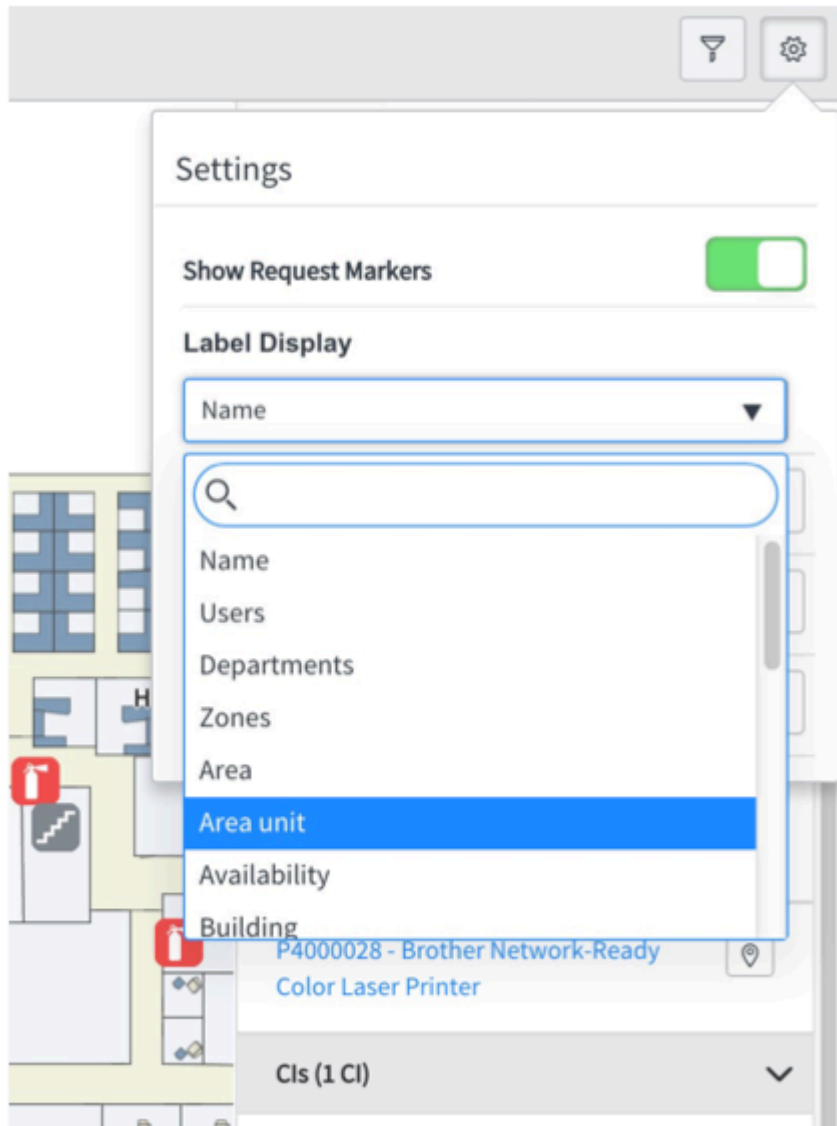 Settings
Show Request Markers
Label Display
Name
Name
Users
Departments
Zones
Area
Area unit
Availability
Building
H
P4000028 - Brother Network-Ready
Color Laser Printer
CIs (1 CI)